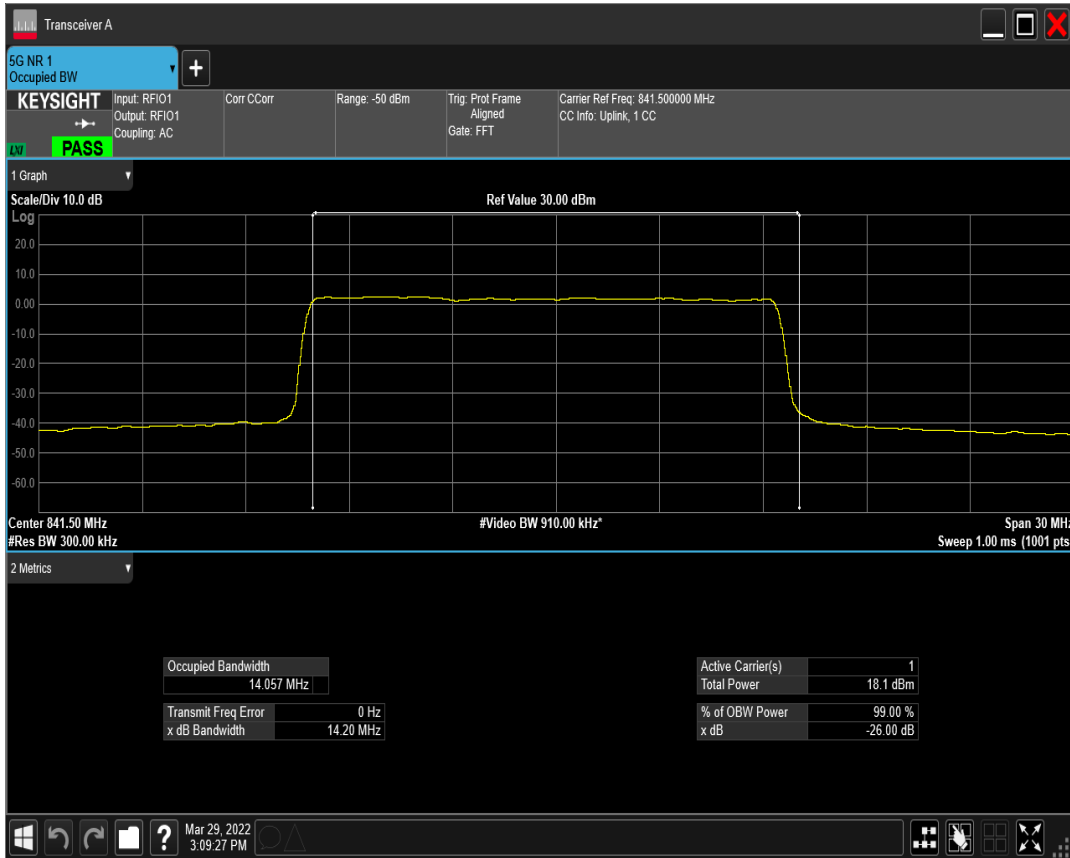 Transceiver A
5G NR 1
Occupied BW
KEYSIGHT
Input: RFIO1
Output: RFIO1
Coupling: AC
Corr CCorr
Range: -50 dBm
Trig: Prot Frame
Aligned
Gate: FFT
Carrier Ref Freq: 841.500000 MHz
CC Info: Uplink, 1 CC
LXI
PASS
1 Graph
Scale/Div 10.0 dB
Ref Value 30.00 dBm
Log
20.0
10.0
0.00
-10.0
-20.0
-30.0
-40.0
-50.0
-60.0
Center 841.50 MHz
#Video BW 910.00 kHz*
Span 30 MHz
#Res BW 300.00 kHz
Sweep 1.00 ms (1001 pts
2 Metrics
Occupied Bandwidth
14.057 MHz
Transmit Freq Error 0 Hz
x dB Bandwidth 14.20 MHz
Active Carrier(s) 1
Total Power 18.1 dBm
% of OBW Power 99.00 %
x dB -26.00 dB
?
Mar 29, 2022
3:09:27 PM